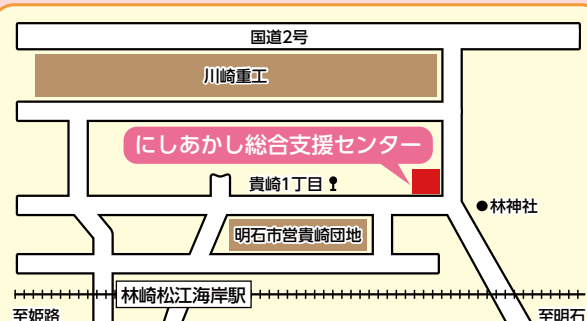 国道2号
川崎重工
にしあかし総合支援センター
貴崎1丁目
林神社
明石市営貴崎団地
林崎松江海岸駅
至姫路
至明石